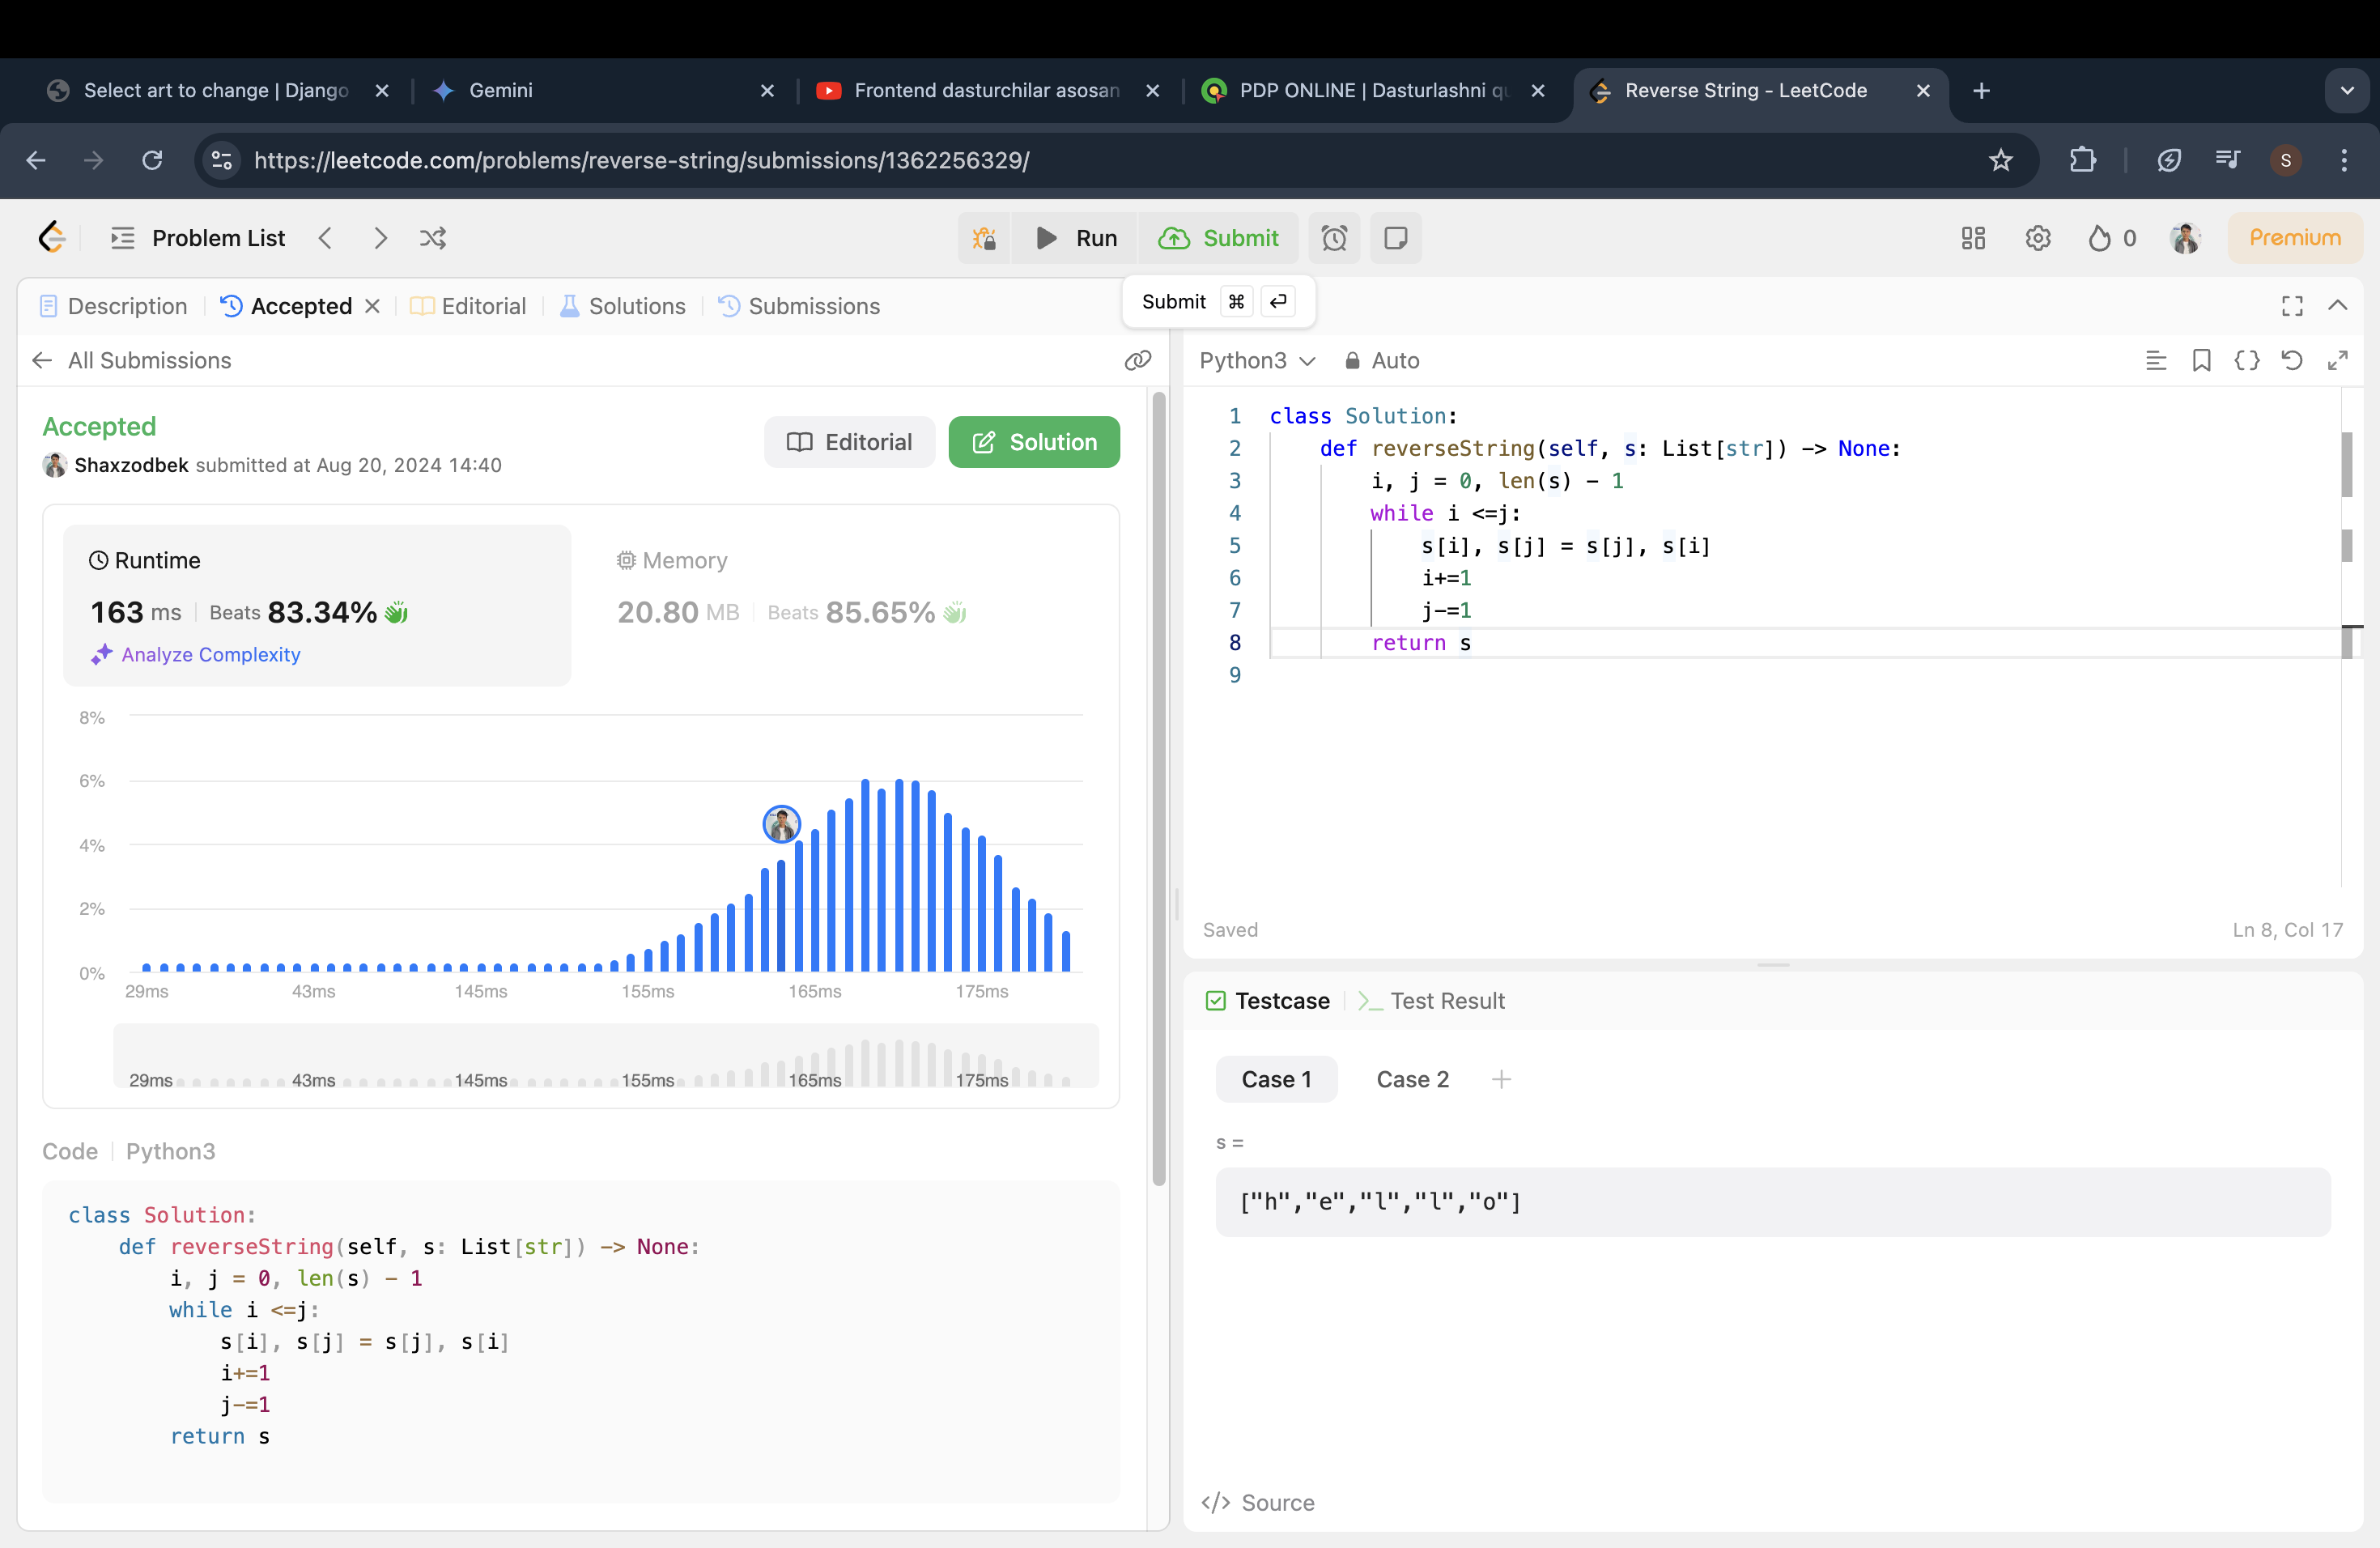 Select art to change | Django
Gemini
Frontend dasturchilar asosan
PDP ONLINE | Dasturlashni qu
Reverse String - LeetCode
https://leetcode.com/problems/reverse-string/submissions/1362256329/
S
Problem List
Run
Submit
0
Premium
Description
Accepted
Editorial
Solutions
Submissions
Submit ⌘
All Submissions
Accepted
Shaxzodbek submitted at Aug 20, 2024 14:40
Editorial
Solution
Runtime
163 ms | Beats 83.34%
Analyze Complexity
Memory
20.80 MB | Beats 85.65%
8%
6%
4%
2%
0%
29ms 43ms 145ms 155ms 165ms 175ms
29ms 43ms 145ms 155ms 165ms 175ms
Code | Python3
class Solution:
def reverseString(self, s: List[str]) -> None:
i, j = 0, len(s) - 1
while i <=j:
s[i], s[j] = s[j], s[i]
i+=1
j-=1
return s
Python3
Auto
1 class Solution:
2 def reverseString(self, s: List[str]) -> None:
3 i, j = 0, len(s) - 1
4 while i <=j:
5 s[i], s[j] = s[j], s[i]
6 i+=1
7 j-=1
8 return s
9
Saved
Ln 8, Col 17
Testcase
Test Result
Case 1
Case 2
s =
["h","e","l","l","o"]
</> Source